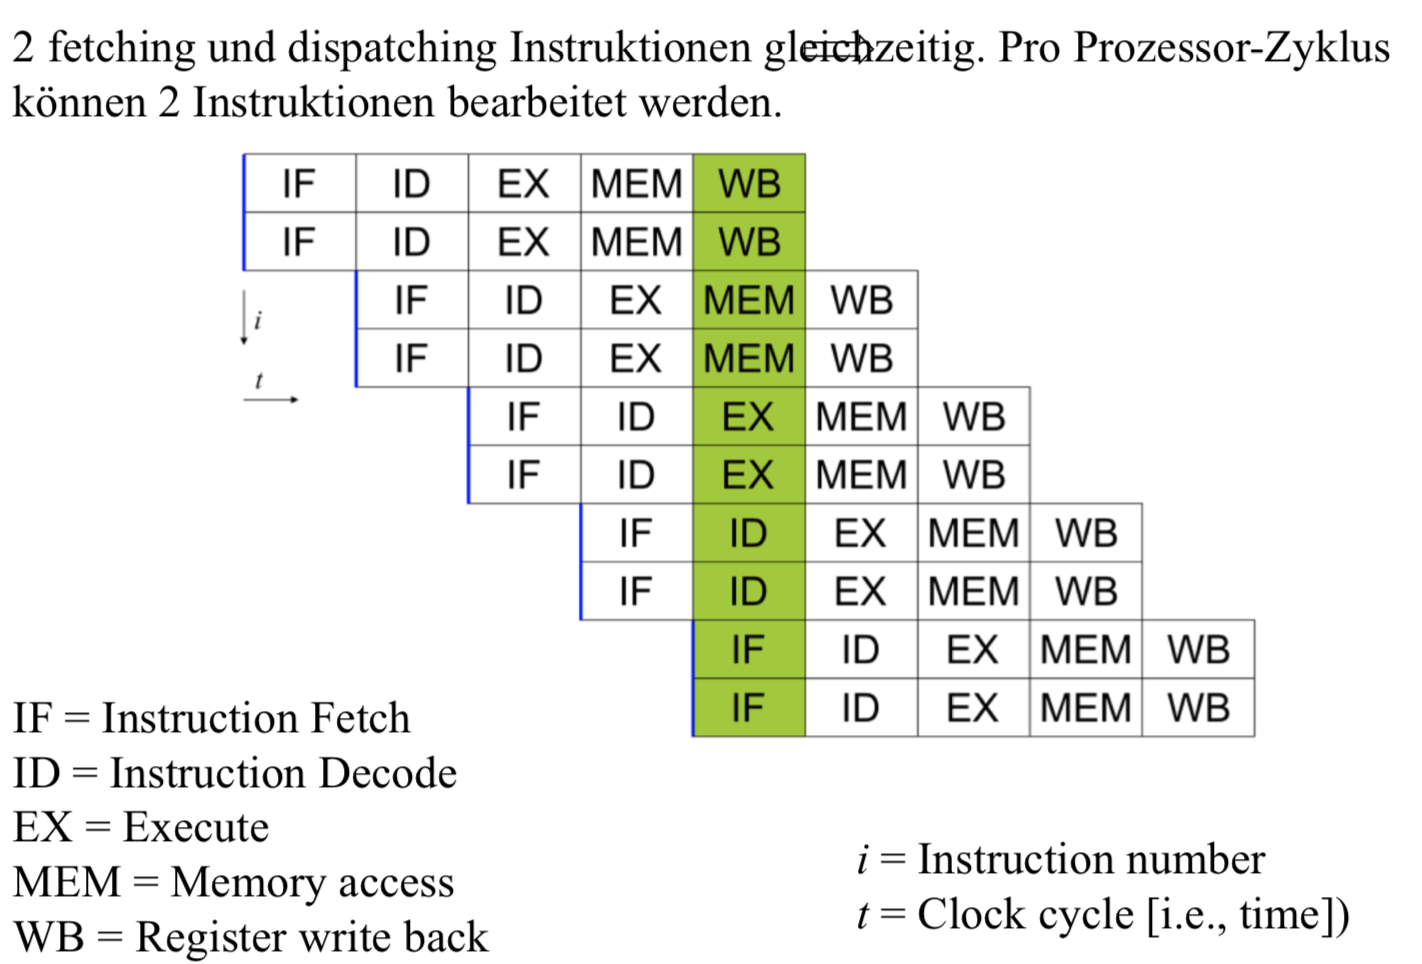 2 fetching und dispatching Instruktionen gleichzeitig. Pro Prozessor-Zyklus
können 2 Instruktionen bearbeitet werden.
IF ID EX MEM WB
IF ID EX MEM WB
IF ID EX MEM WB
i
IF ID EX MEM WB
t
IF ID EX MEM WB
IF ID EX MEM WB
IF ID EX MEM WB
IF ID EX MEM WB
IF ID EX MEM WB
IF ID EX MEM WB
IF = Instruction Fetch
ID = Instruction Decode
EX = Execute
MEM = Memory access
WB = Register write back
i = Instruction number
t = Clock cycle [i.e., time])